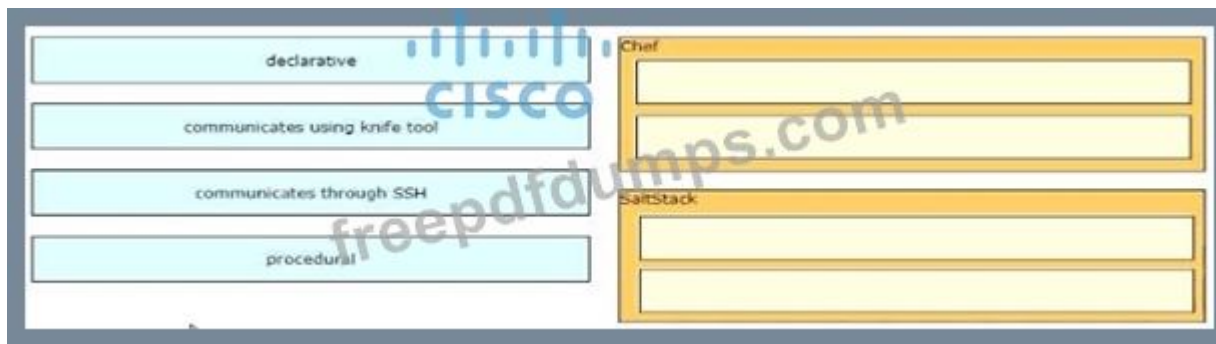 declarative
communicates using knife tool
communicates through SSH
procedural
Chef
SaltStack
CISCO
freepdfdumps.com